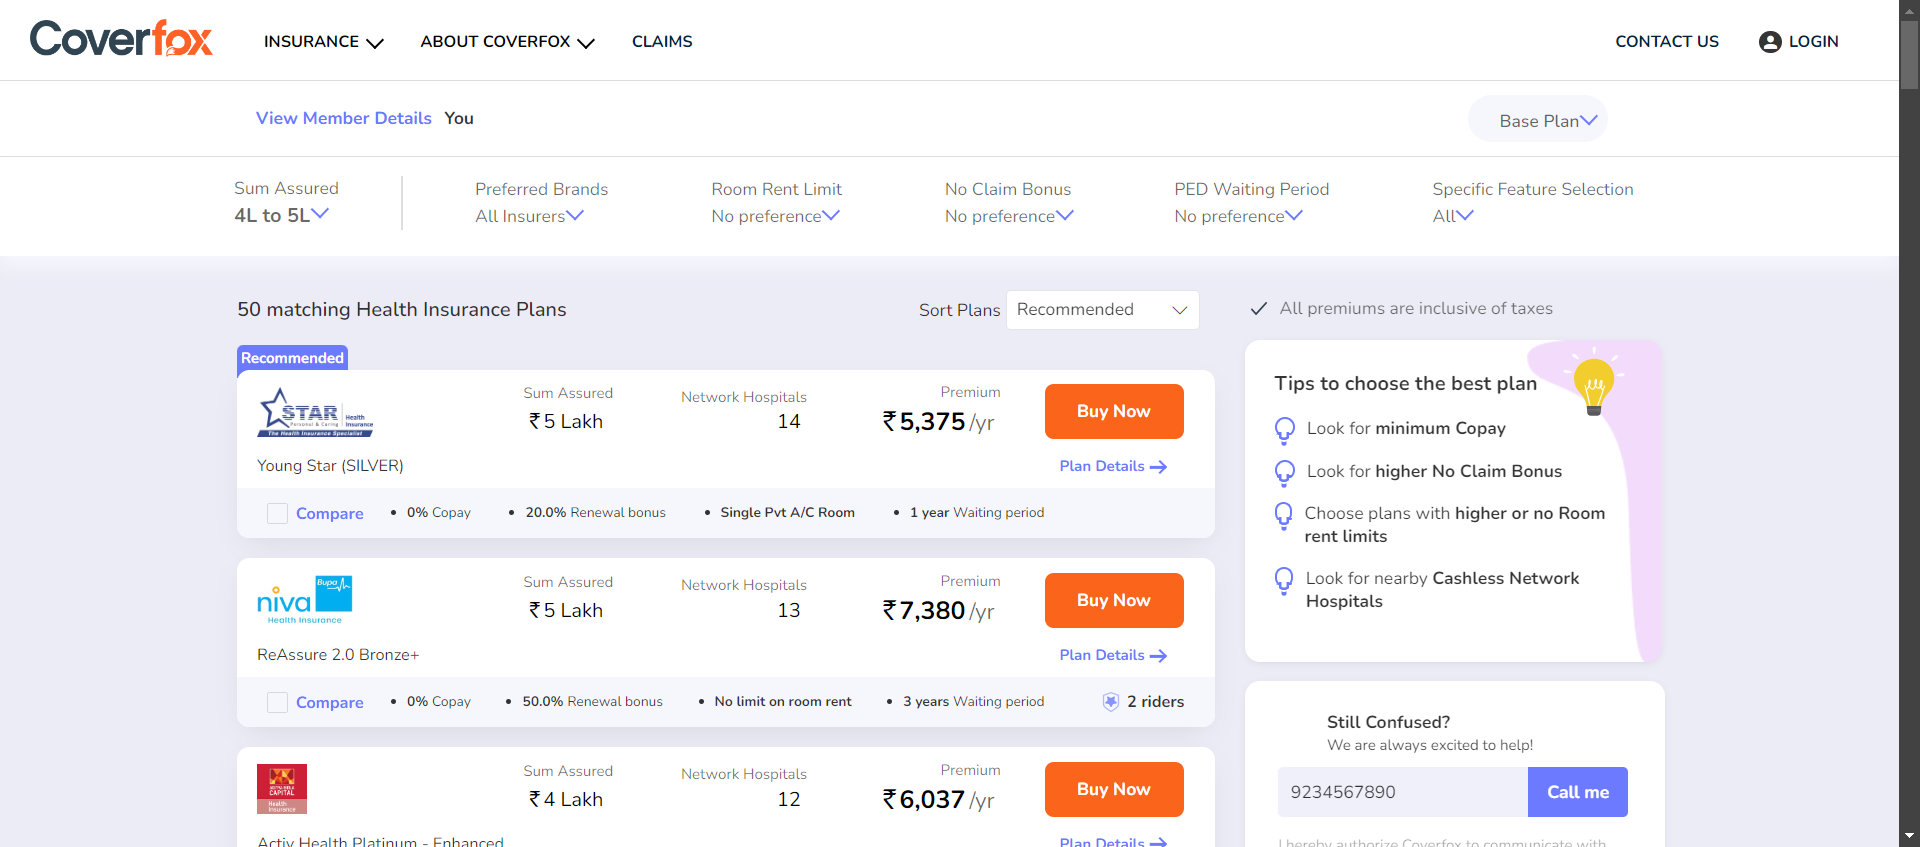 Coverfox
INSURANCE
ABOUT COVERFOX
CLAIMS
CONTACT US
LOGIN
View Member Details You
Base Plan
Sum Assured
4L to 5L
Preferred Brands
All Insurers
Room Rent Limit
No preference
No Claim Bonus
No preference
PED Waiting Period
No preference
Specific Feature Selection
All
50 matching Health Insurance Plans
Sort Plans Recommended
All premiums are inclusive of taxes
Recommended
STAR Health Insurance
Personal & Caring
The Health Insurance Specialist
Young Star (SILVER)
Sum Assured
₹5 Lakh
Network Hospitals
14
Premium
₹5,375/yr
Buy Now
Plan Details
Compare
• 0% Copay
• 20.0% Renewal bonus
• Single Pvt A/C Room
• 1 year Waiting period
niva Bupa
Health Insurance
ReAssure 2.0 Bronze+
Sum Assured
₹5 Lakh
Network Hospitals
13
Premium
₹7,380/yr
Buy Now
Plan Details
Compare
• 0% Copay
• 50.0% Renewal bonus
• No limit on room rent
• 3 years Waiting period
2 riders
CAPITAL
Health
Insurance
Activ Health Platinum - Enhanced
Sum Assured
₹4 Lakh
Network Hospitals
12
Premium
₹6,037/yr
Buy Now
Plan Details
Tips to choose the best plan
Look for minimum Copay
Look for higher No Claim Bonus
Choose plans with higher or no Room
rent limits
Look for nearby Cashless Network
Hospitals
Still Confused?
We are always excited to help!
9234567890
Call me
I hereby authorize Coverfox to communicate with